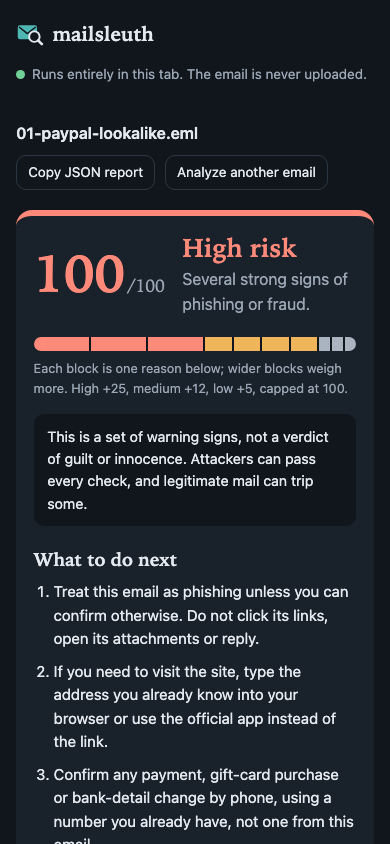 mailsleuth
Runs entirely in this tab. The email is never uploaded.
01-paypal-lookalike.eml
Copy JSON report
Analyze another email
100/100
High risk
Several strong signs of
phishing or fraud.
Each block is one reason below; wider blocks weigh
more. High +25, medium +12, low +5, capped at 100.
This is a set of warning signs, not a verdict
of guilt or innocence. Attackers can pass
every check, and legitimate mail can trip
some.
What to do next
1. Treat this email as phishing unless you can
confirm otherwise. Do not click its links,
open its attachments or reply.
2. If you need to visit the site, type the
address you already know into your
browser or use the official app instead of
the link.
3. Confirm any payment, gift-card purchase
or bank-detail change by phone, using a
number you already have, not one from this
email.